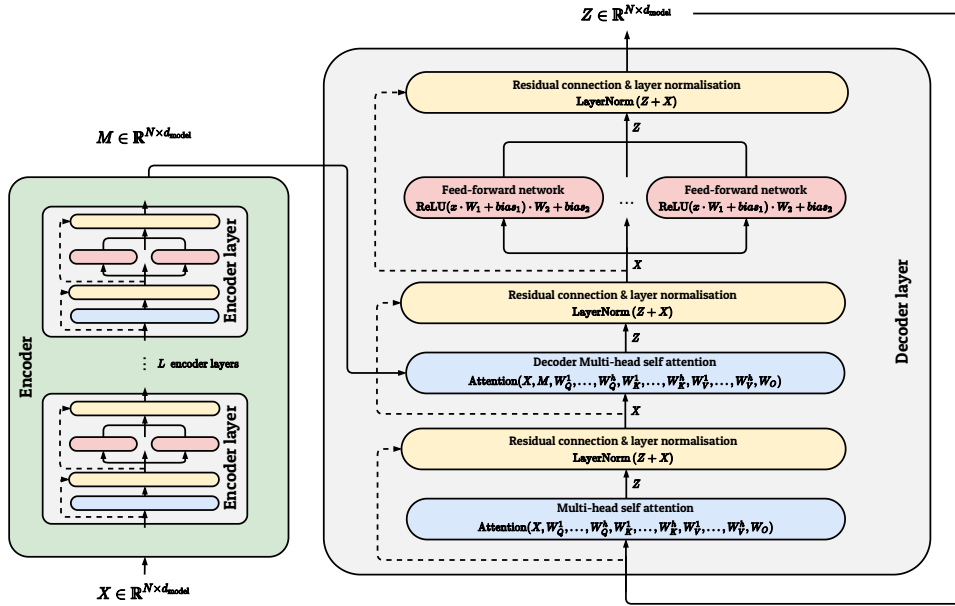 Z ∈ ℝ^{N×d_model}
Residual connection & layer normalisation
LayerNorm (Z + X)
Z
M ∈ ℝ^{N×d_model}
Feed-forward network
ReLU(x · W_1 + bias_1) · W_2 + bias_2
...
Feed-forward network
ReLU(x · W_1 + bias_1) · W_2 + bias_2
X
Encoder layer
Residual connection & layer normalisation
LayerNorm (Z + X)
Decoder layer
Z
Encoder
⋮ L encoder layers
Decoder Multi-head self attention
Attention(X, M, W_Q^1, ..., W_Q^h, W_K^1, ..., W_K^h, W_V^1, ..., W_V^h, W_O)
X
Encoder layer
Residual connection & layer normalisation
LayerNorm (Z + X)
Z
Multi-head self attention
Attention(X, W_Q^1, ..., W_Q^h, W_K^1, ..., W_K^h, W_V^1, ..., W_V^h, W_O)
X ∈ ℝ^{N×d_model}